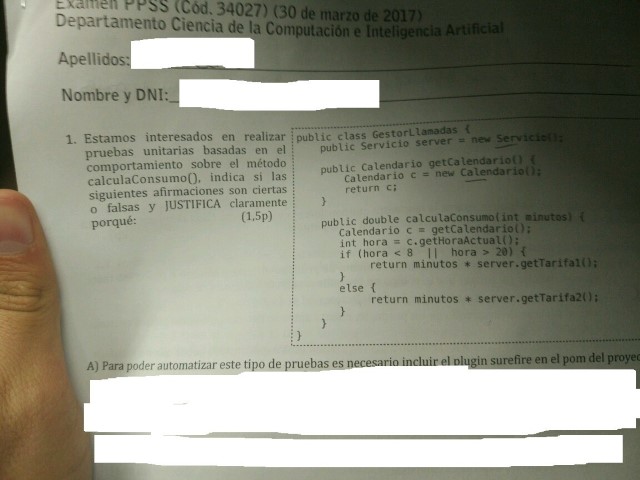 Examen PPSS (Cód. 34027) (30 de marzo de 2017)
Departamento Ciencia de la Computación e Inteligencia Artificial
Apellidos:
Nombre y DNI:
1. Estamos interesados en realizar
pruebas unitarias basadas en el
comportamiento sobre el método
calculaConsumo(), indica si las
siguientes afirmaciones son ciertas
o falsas y JUSTIFICA claramente
porqué: (1,5p)
public class GestorLlamadas {
public Servicio server = new Servicio();
public Calendario getCalendario() {
Calendario c = new Calendario();
return c;
}
public double calculaConsumo(int minutos) {
Calendario c = getCalendario();
int hora = c.getHoraActual();
if (hora < 8 || hora > 20) {
return minutos * server.getTarifa1();
}
else {
return minutos * server.getTarifa2();
}
}
}
A) Para poder automatizar este tipo de pruebas es necesario incluir el plugin surefire en el pom del